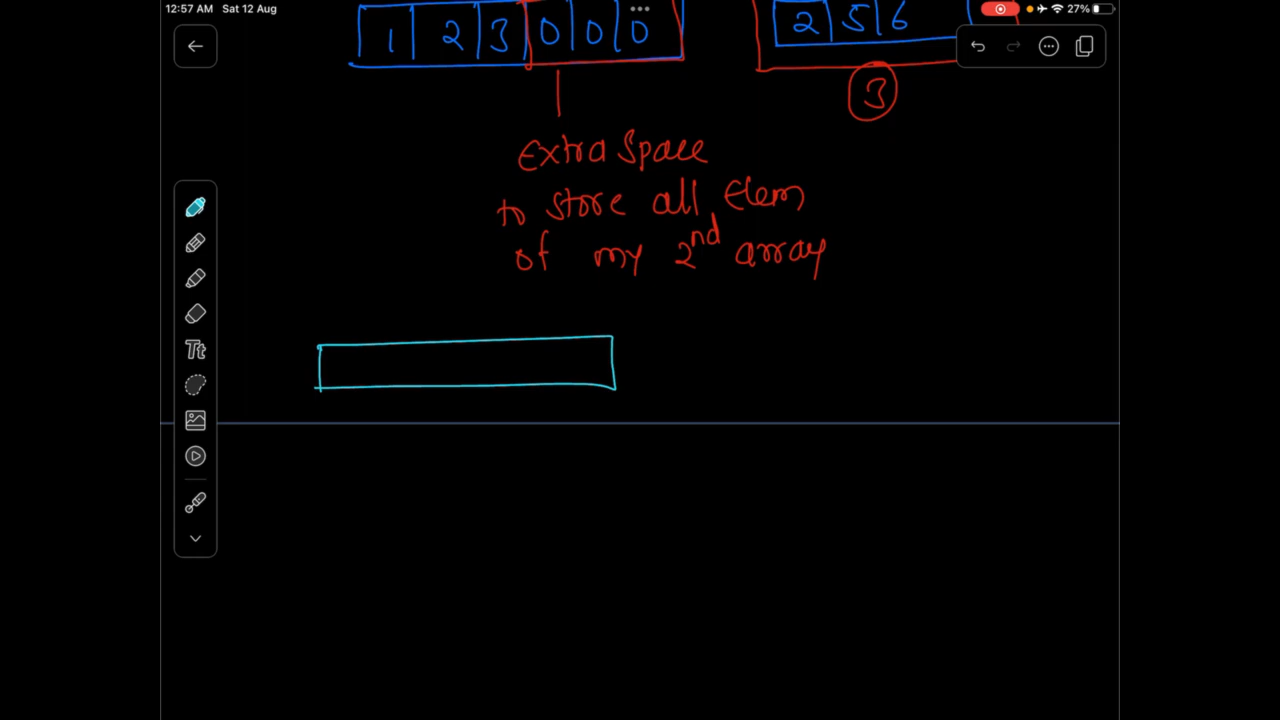 12:57 AM Sat 12 Aug
27%
1 2 3 0 0 0
2 5 6
3
Extra Space
to store all Elem
of my 2nd array
Tt